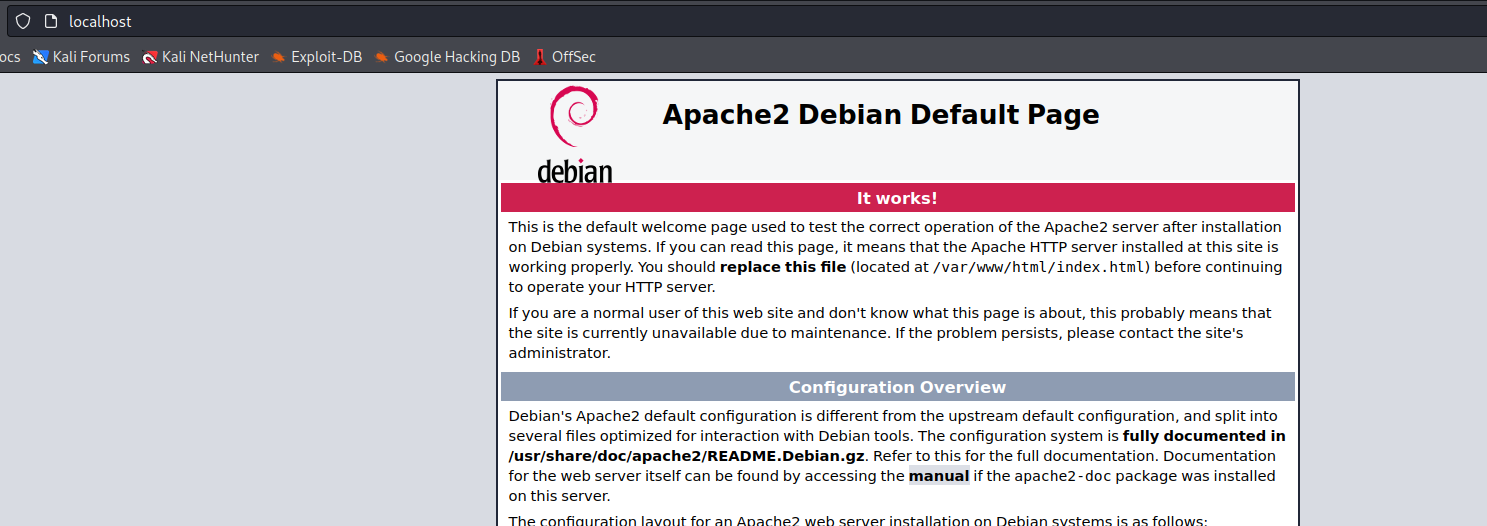 localhost
ocs Kali Forums Kali NetHunter Exploit-DB Google Hacking DB OffSec
debian
Apache2 Debian Default Page
It works!
This is the default welcome page used to test the correct operation of the Apache2 server after installation
on Debian systems. If you can read this page, it means that the Apache HTTP server installed at this site is
working properly. You should replace this file (located at /var/www/html/index.html) before continuing
to operate your HTTP server.
If you are a normal user of this web site and don't know what this page is about, this probably means that
the site is currently unavailable due to maintenance. If the problem persists, please contact the site's
administrator.
Configuration Overview
Debian's Apache2 default configuration is different from the upstream default configuration, and split into
several files optimized for interaction with Debian tools. The configuration system is fully documented in
/usr/share/doc/apache2/README.Debian.gz. Refer to this for the full documentation. Documentation
for the web server itself can be found by accessing the manual if the apache2-doc package was installed
on this server.
The configuration layout for an Apache2 web server installation on Debian systems is as follows: